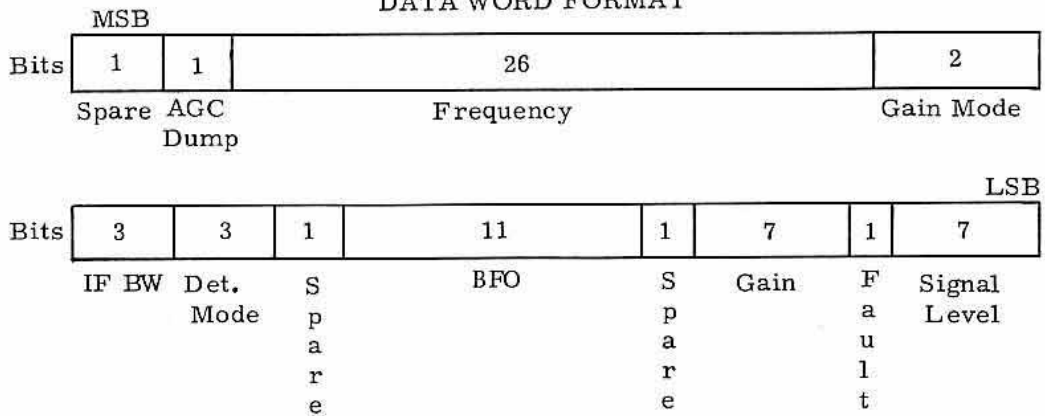 DATA WORD FORMAT
MSB
Bits 1 1 26 2
Spare AGC Dump Frequency Gain Mode
LSB
Bits 3 3 1 11 1 7 1 7
IF BW Det. Mode Spare BFO Spare Gain Fault Signal Level